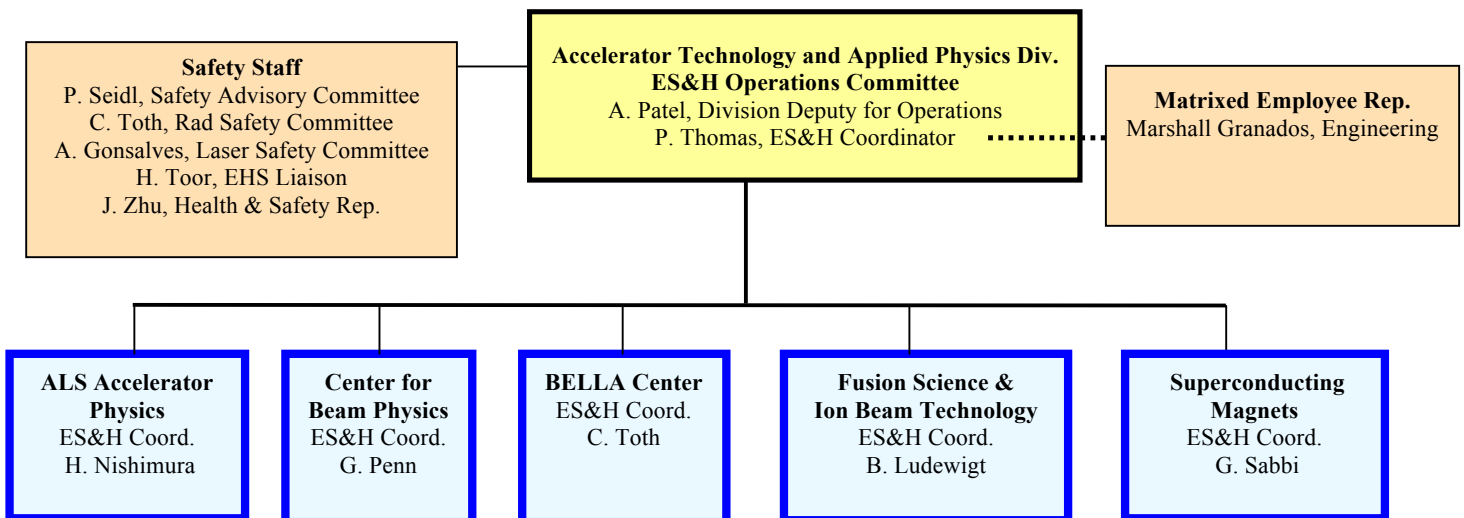 Safety Staff
P. Seidl, Safety Advisory Committee
C. Toth, Rad Safety Committee
A. Gonsalves, Laser Safety Committee
H. Toor, EHS Liaison
J. Zhu, Health & Safety Rep.
Accelerator Technology and Applied Physics Div.
ES&H Operations Committee
A. Patel, Division Deputy for Operations
P. Thomas, ES&H Coordinator
Matrixed Employee Rep.
Marshall Granados, Engineering
ALS Accelerator
Physics
ES&H Coord.
H. Nishimura
Center for
Beam Physics
ES&H Coord.
G. Penn
BELLA Center
ES&H Coord.
C. Toth
Fusion Science &
Ion Beam Technology
ES&H Coord.
B. Ludewigt
Superconducting
Magnets
ES&H Coord.
G. Sabbi